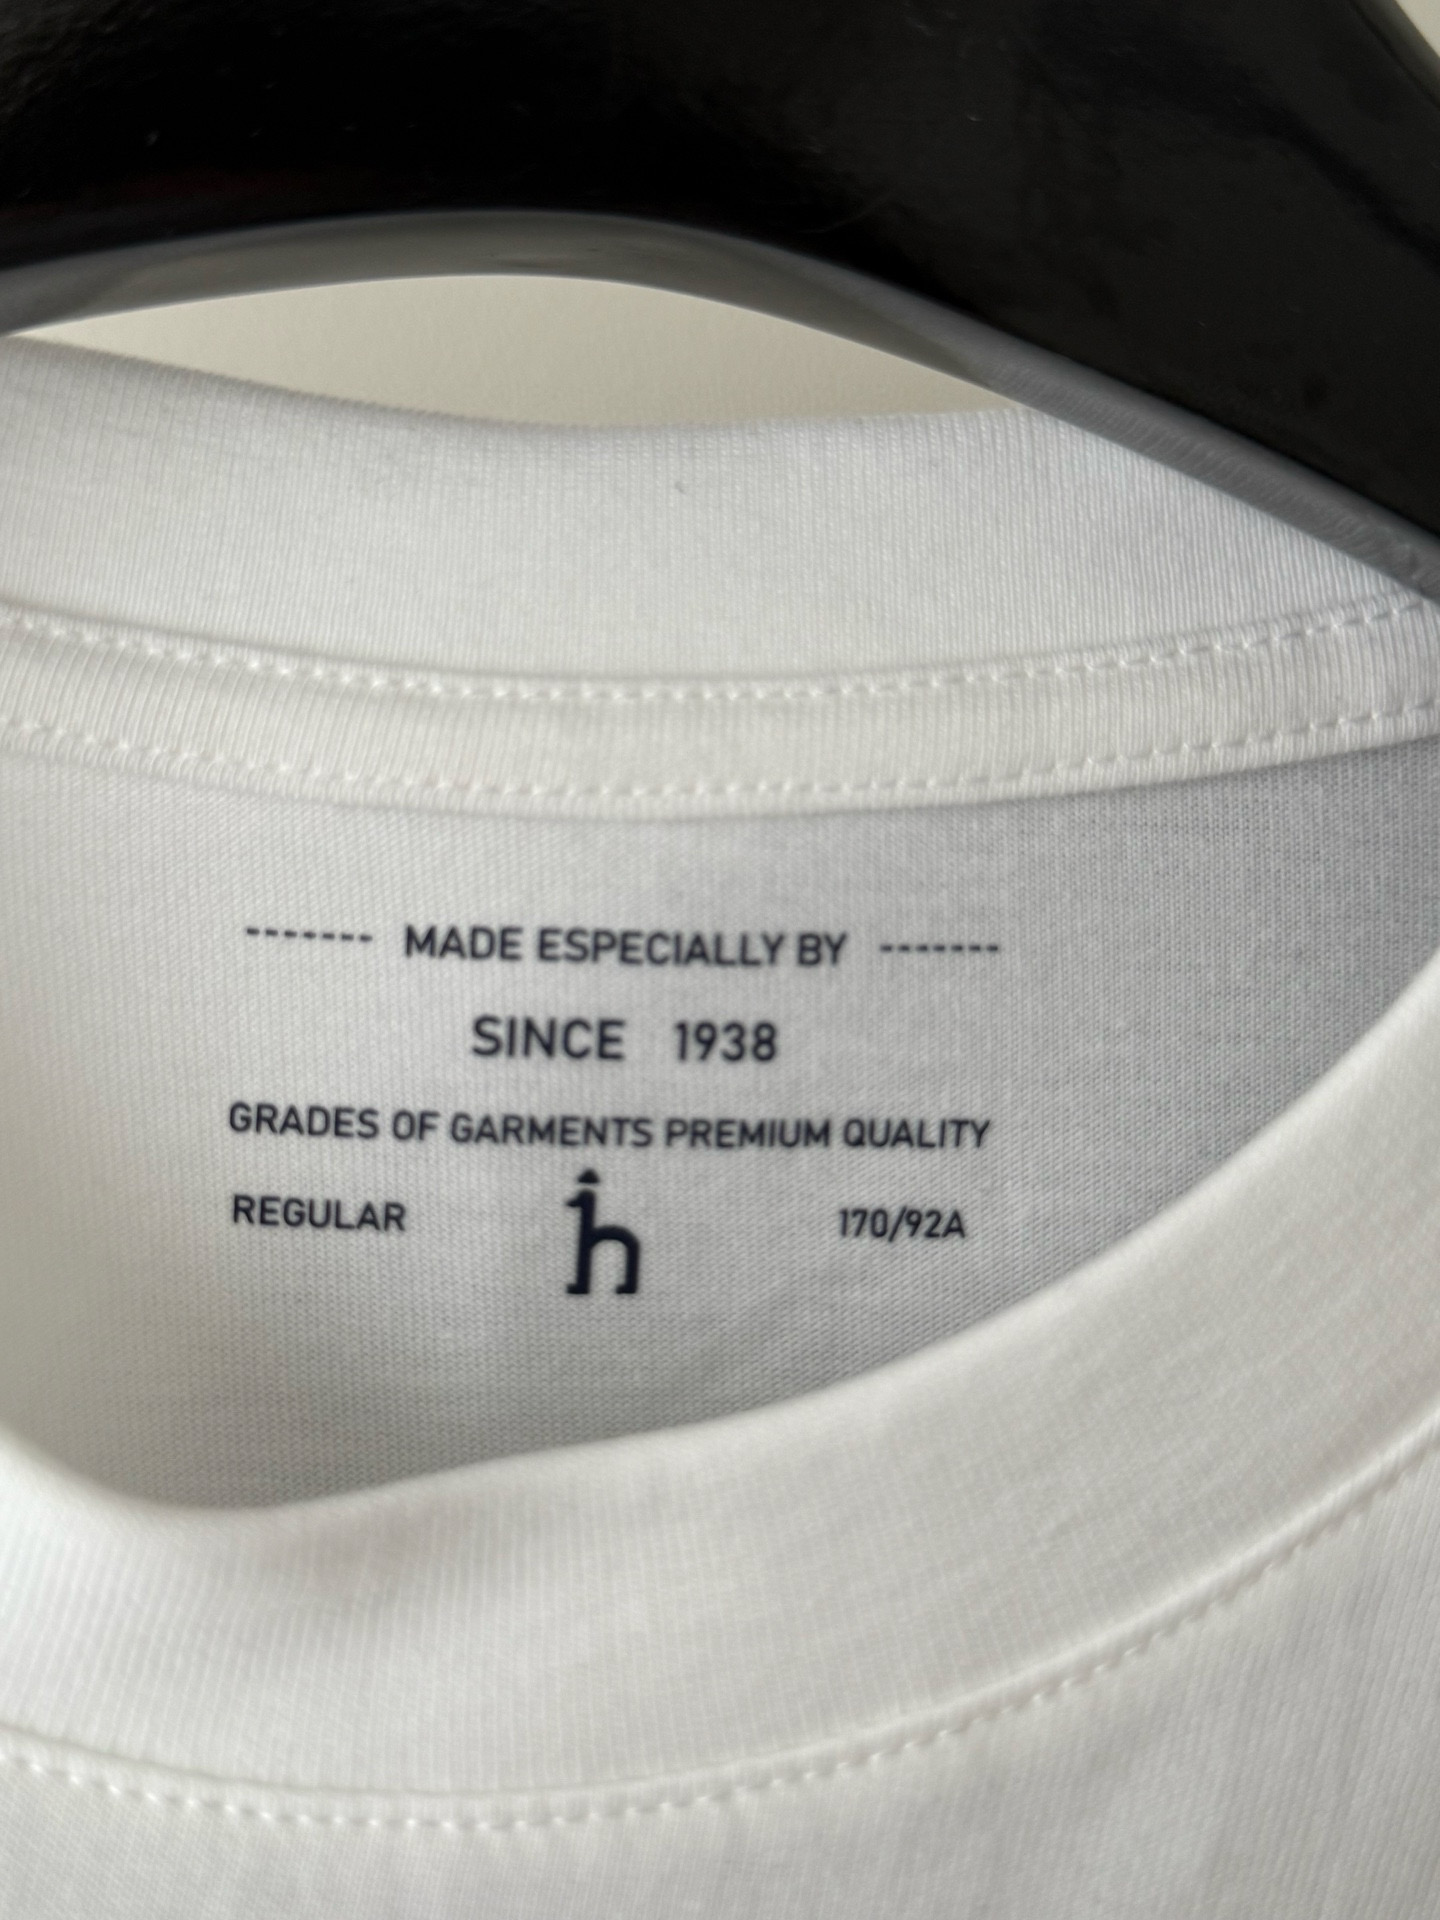 ------- MADE ESPECIALLY BY -------
SINCE 1938
GRADES OF GARMENTS PREMIUM QUALITY
REGULAR h 170/92A